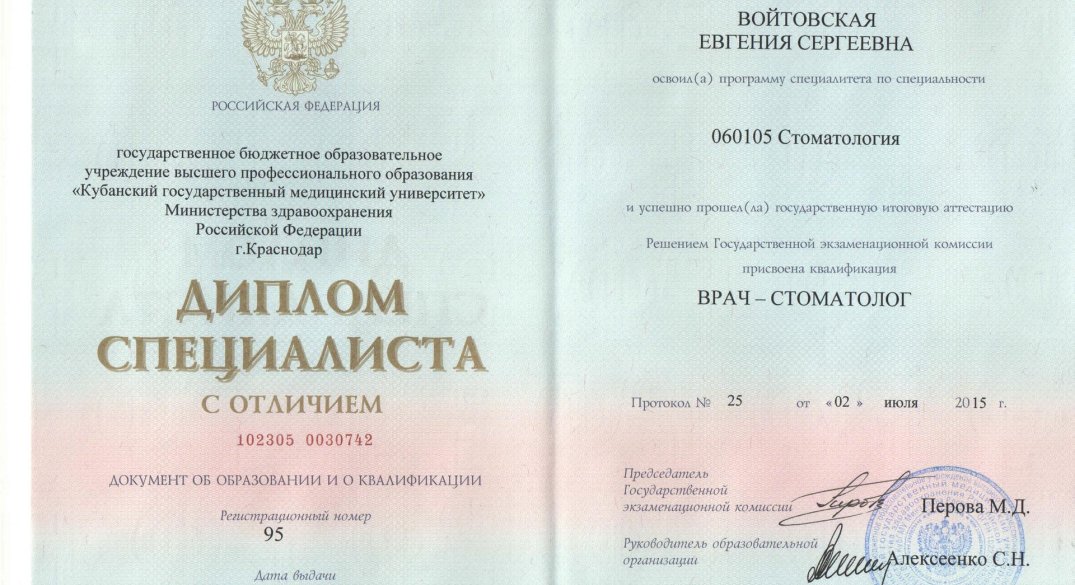 РОССИЙСКАЯ ФЕДЕРАЦИЯ
государственное бюджетное образовательное
учреждение высшего профессионального образования
«Кубанский государственный медицинский университет»
Министерства здравоохранения
Российской Федерации
г.Краснодар
ДИПЛОМ
СПЕЦИАЛИСТА
С ОТЛИЧИЕМ
102305 0030742
ДОКУМЕНТ ОБ ОБРАЗОВАНИИ И О КВАЛИФИКАЦИИ
Регистрационный номер
95
Дата выдачи
ВОЙТОВСКАЯ
ЕВГЕНИЯ СЕРГЕЕВНА
освоил(а) программу специалитета по специальности
060105 Стоматология
и успешно прошел(ла) государственную итоговую аттестацию
Решением Государственной экзаменационной комиссии
присвоена квалификация
ВРАЧ – СТОМАТОЛОГ
Протокол № 25 от «02 » июля 2015 г.
Председатель
Государственной
экзаменационной комиссии Перова М.Д.
Руководитель образовательной
организации Алексеенко С.Н.